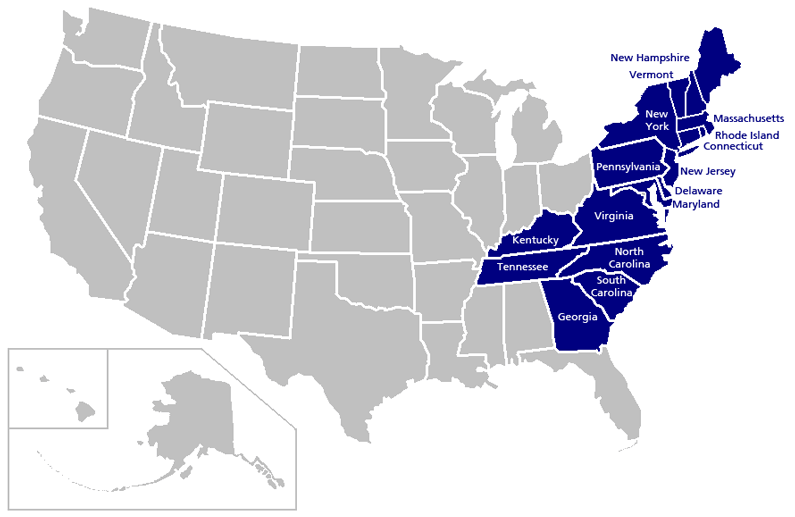 New Hampshire
Vermont
New
York
Massachusetts
Rhode Island
Connecticut
Pennsylvania
New Jersey
Delaware
Maryland
Virginia
Kentucky
North
Carolina
Tennessee
South
Carolina
Georgia